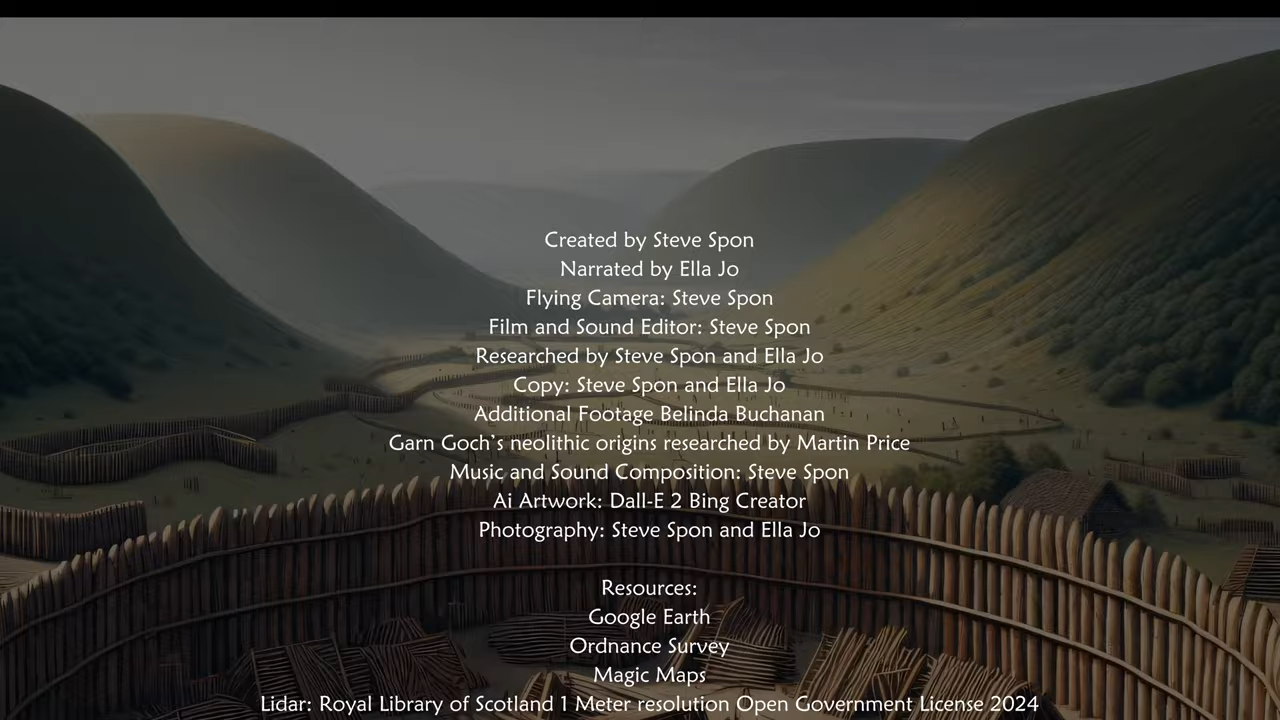 Created by Steve Spon
Narrated by Ella Jo
Flying Camera: Steve Spon
Film and Sound Editor: Steve Spon
Researched by Steve Spon and Ella Jo
Copy: Steve Spon and Ella Jo
Additional Footage Belinda Buchanan
Garn Goch's neolithic origins researched by Martin Price
Music and Sound Composition: Steve Spon
Ai Artwork: Dall-E 2 Bing Creator
Photography: Steve Spon and Ella Jo
Resources:
Google Earth
Ordnance Survey
Magic Maps
Lidar: Royal Library of Scotland 1 Meter resolution Open Government License 2024